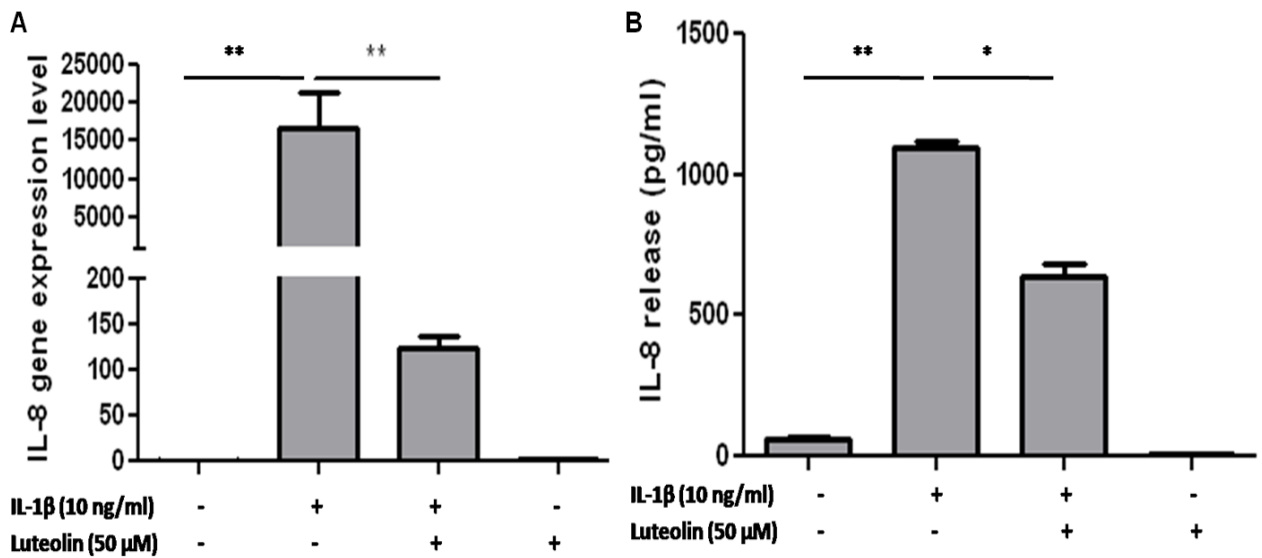 A
IL-8 gene expression level
25000
20000
15000
10000
5000
200
150
100
50
0
** **
IL-1β (10 ng/ml) - + + -
Luteolin (50 μM) - - + +
B
IL-8 release (pg/ml)
1500
1000
500
0
** *
IL-1β (10 ng/ml) - + + -
Luteolin (50 μM) - - + +